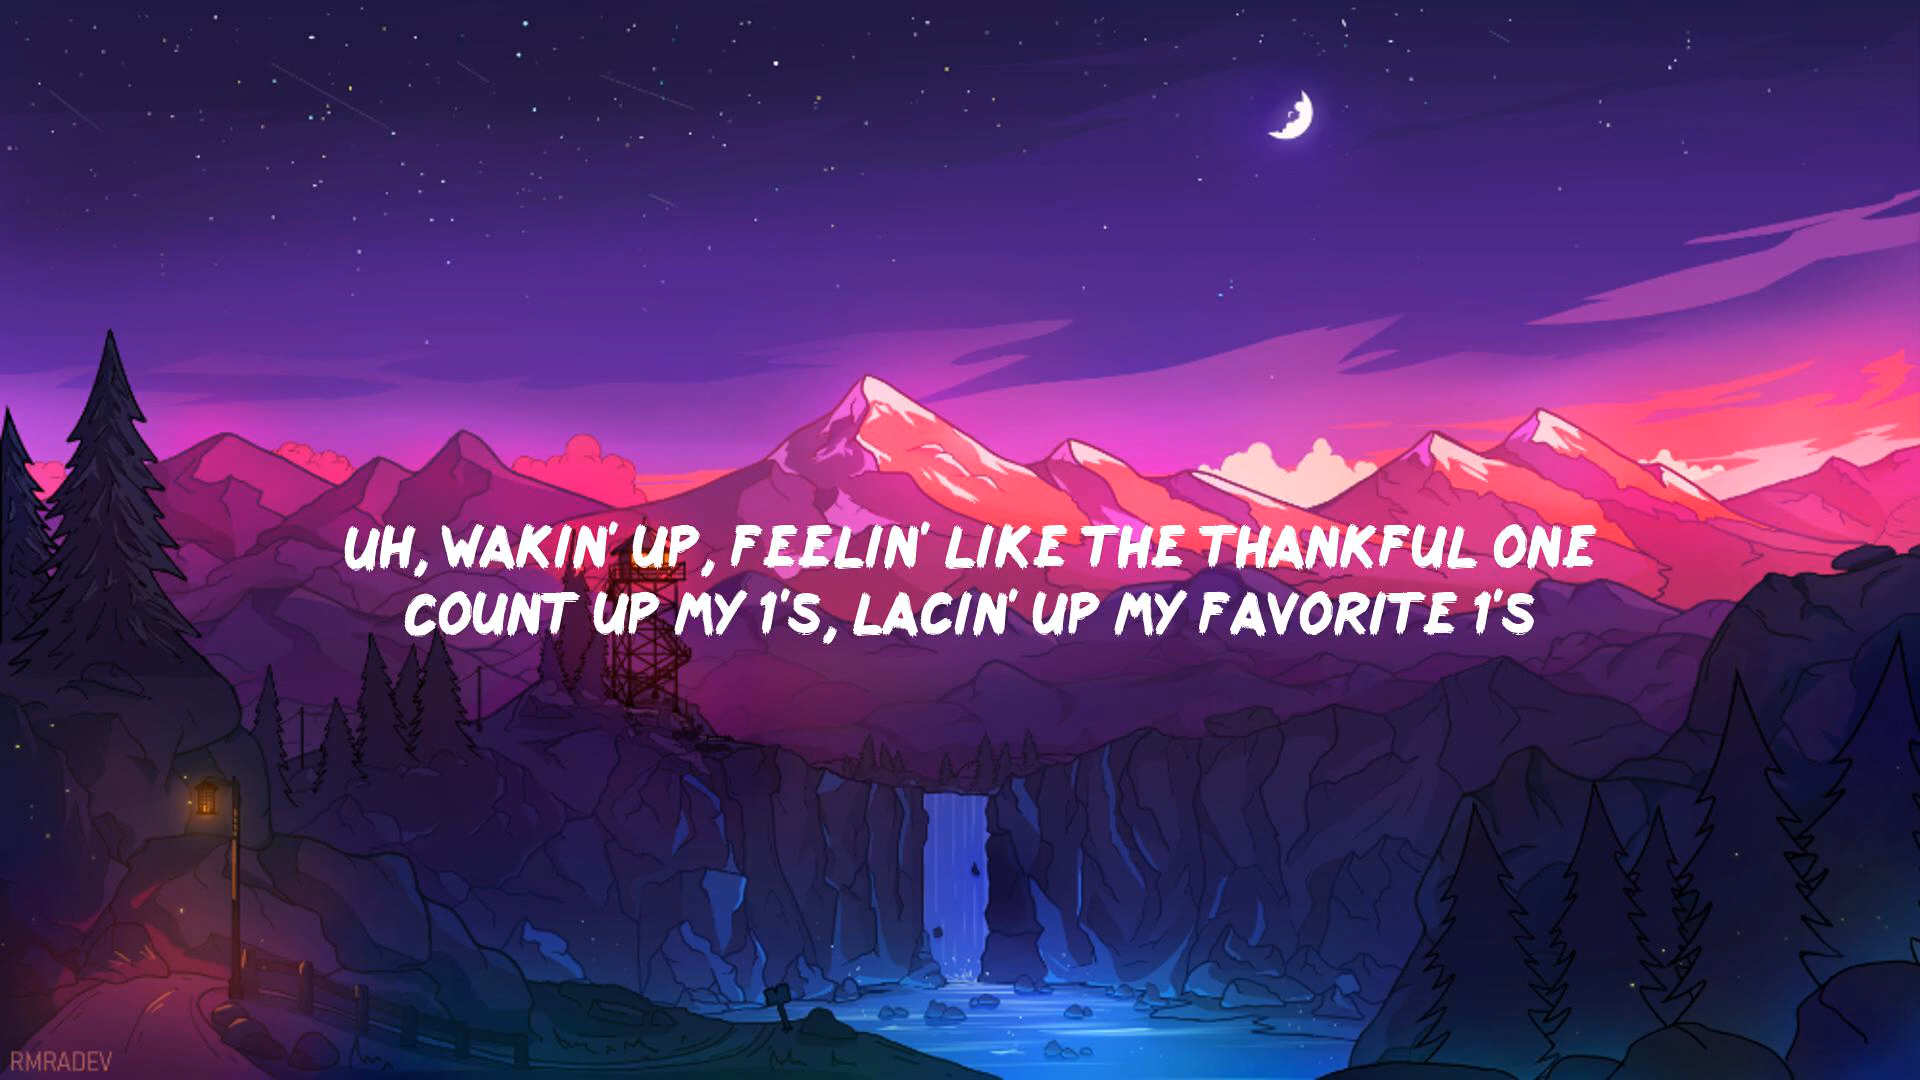 UH, WAKIN' UP, FEELIN' LIKE THE THANKFUL ONE
COUNT UP MY 1'S, LACIN' UP MY FAVORITE 1'S
RMRADEV